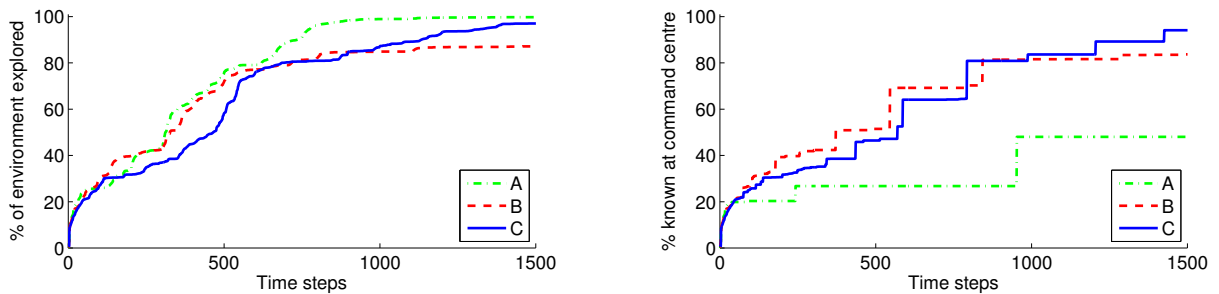 % of environment explored
100
80
60
40
20
0
0 500 1000 1500
Time steps
A
B
C
% known at command centre
100
80
60
40
20
0
0 500 1000 1500
Time steps
A
B
C